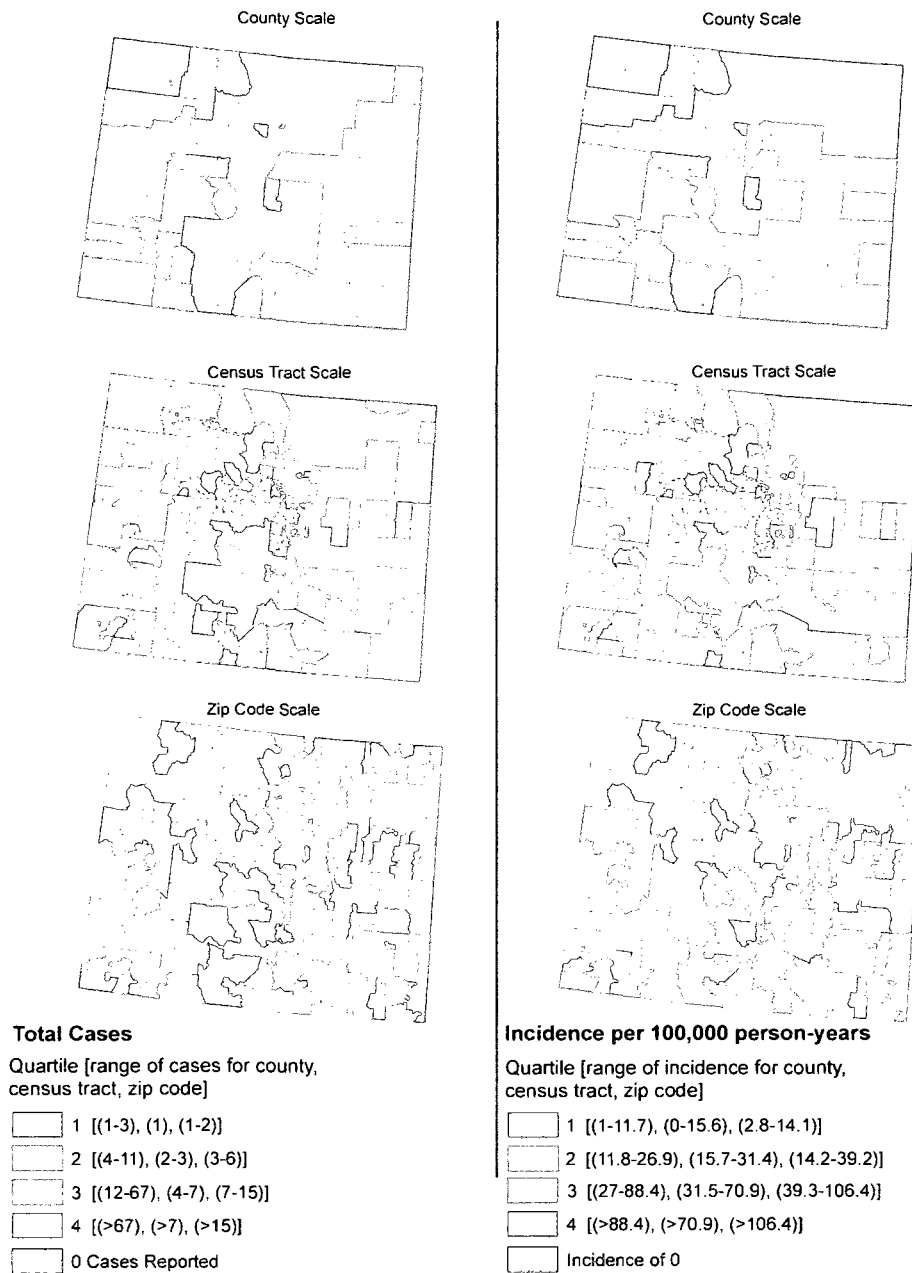 County Scale
County Scale
Census Tract Scale
Census Tract Scale
Zip Code Scale
Zip Code Scale
Total Cases
Quartile [range of cases for county,
census tract, zip code]
1 [(1-3), (1), (1-2)]
2 [(4-11), (2-3), (3-6)]
3 [(12-67), (4-7), (7-15)]
4 [(>67), (>7), (>15)]
0 Cases Reported
Incidence per 100,000 person-years
Quartile [range of incidence for county,
census tract, zip code]
1 [(1-11.7), (0-15.6), (2.8-14.1)]
2 [(11.8-26.9), (15.7-31.4), (14.2-39.2)]
3 [(27-88.4), (31.5-70.9), (39.3-106.4)]
4 [(>88.4), (>70.9), (>106.4)]
Incidence of 0